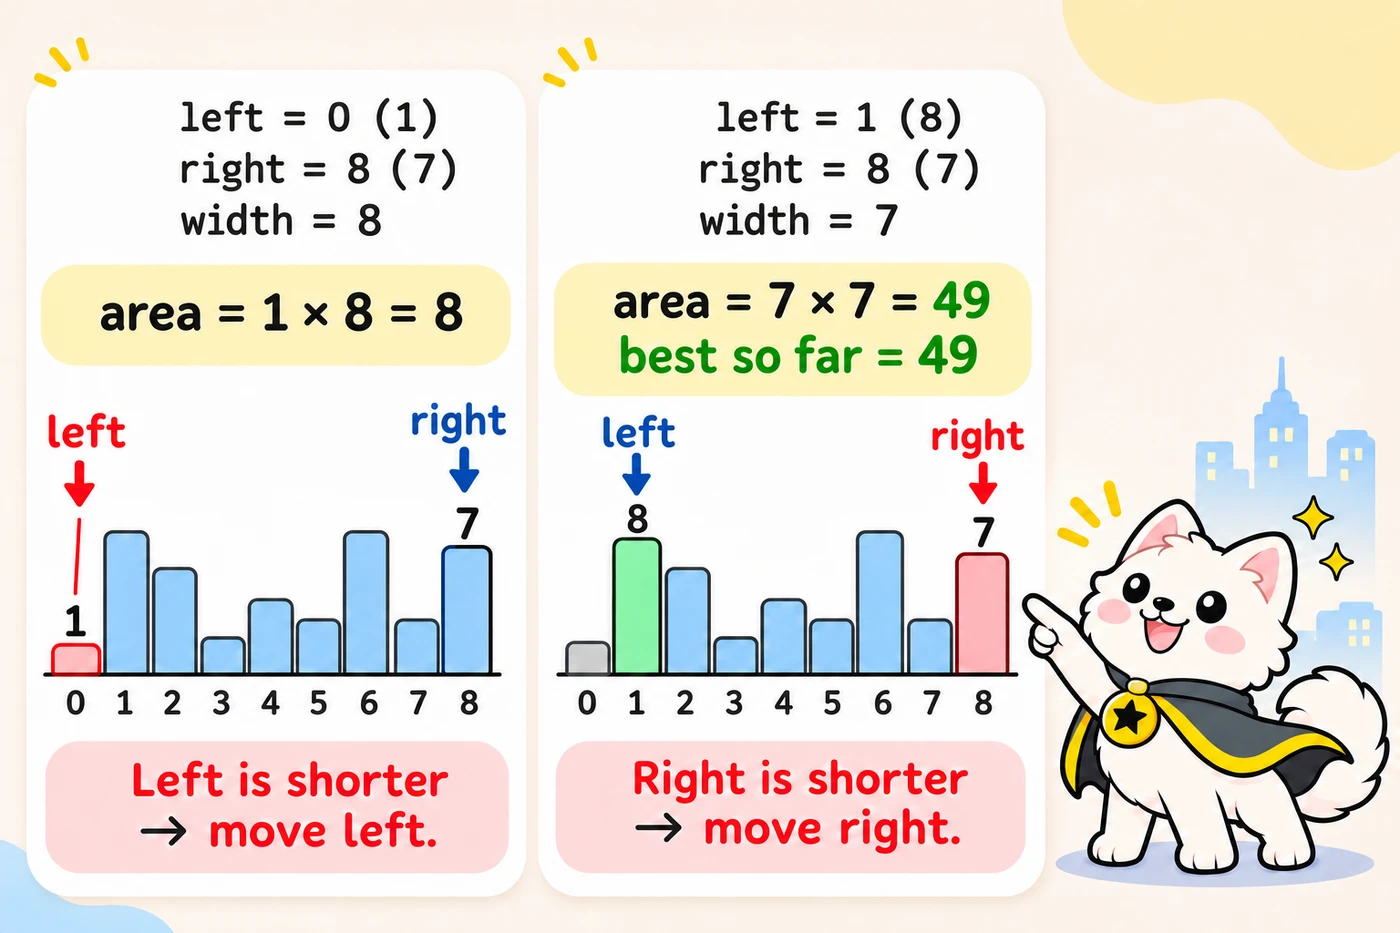 left = 0 (1)
right = 8 (7)
width = 8
area = 1 × 8 = 8
left
right
7
1
0 1 2 3 4 5 6 7 8
Left is shorter
→ move left.
left = 1 (8)
right = 8 (7)
width = 7
area = 7 × 7 = 49
best so far = 49
left
right
8
7
0 1 2 3 4 5 6 7 8
Right is shorter
→ move right.